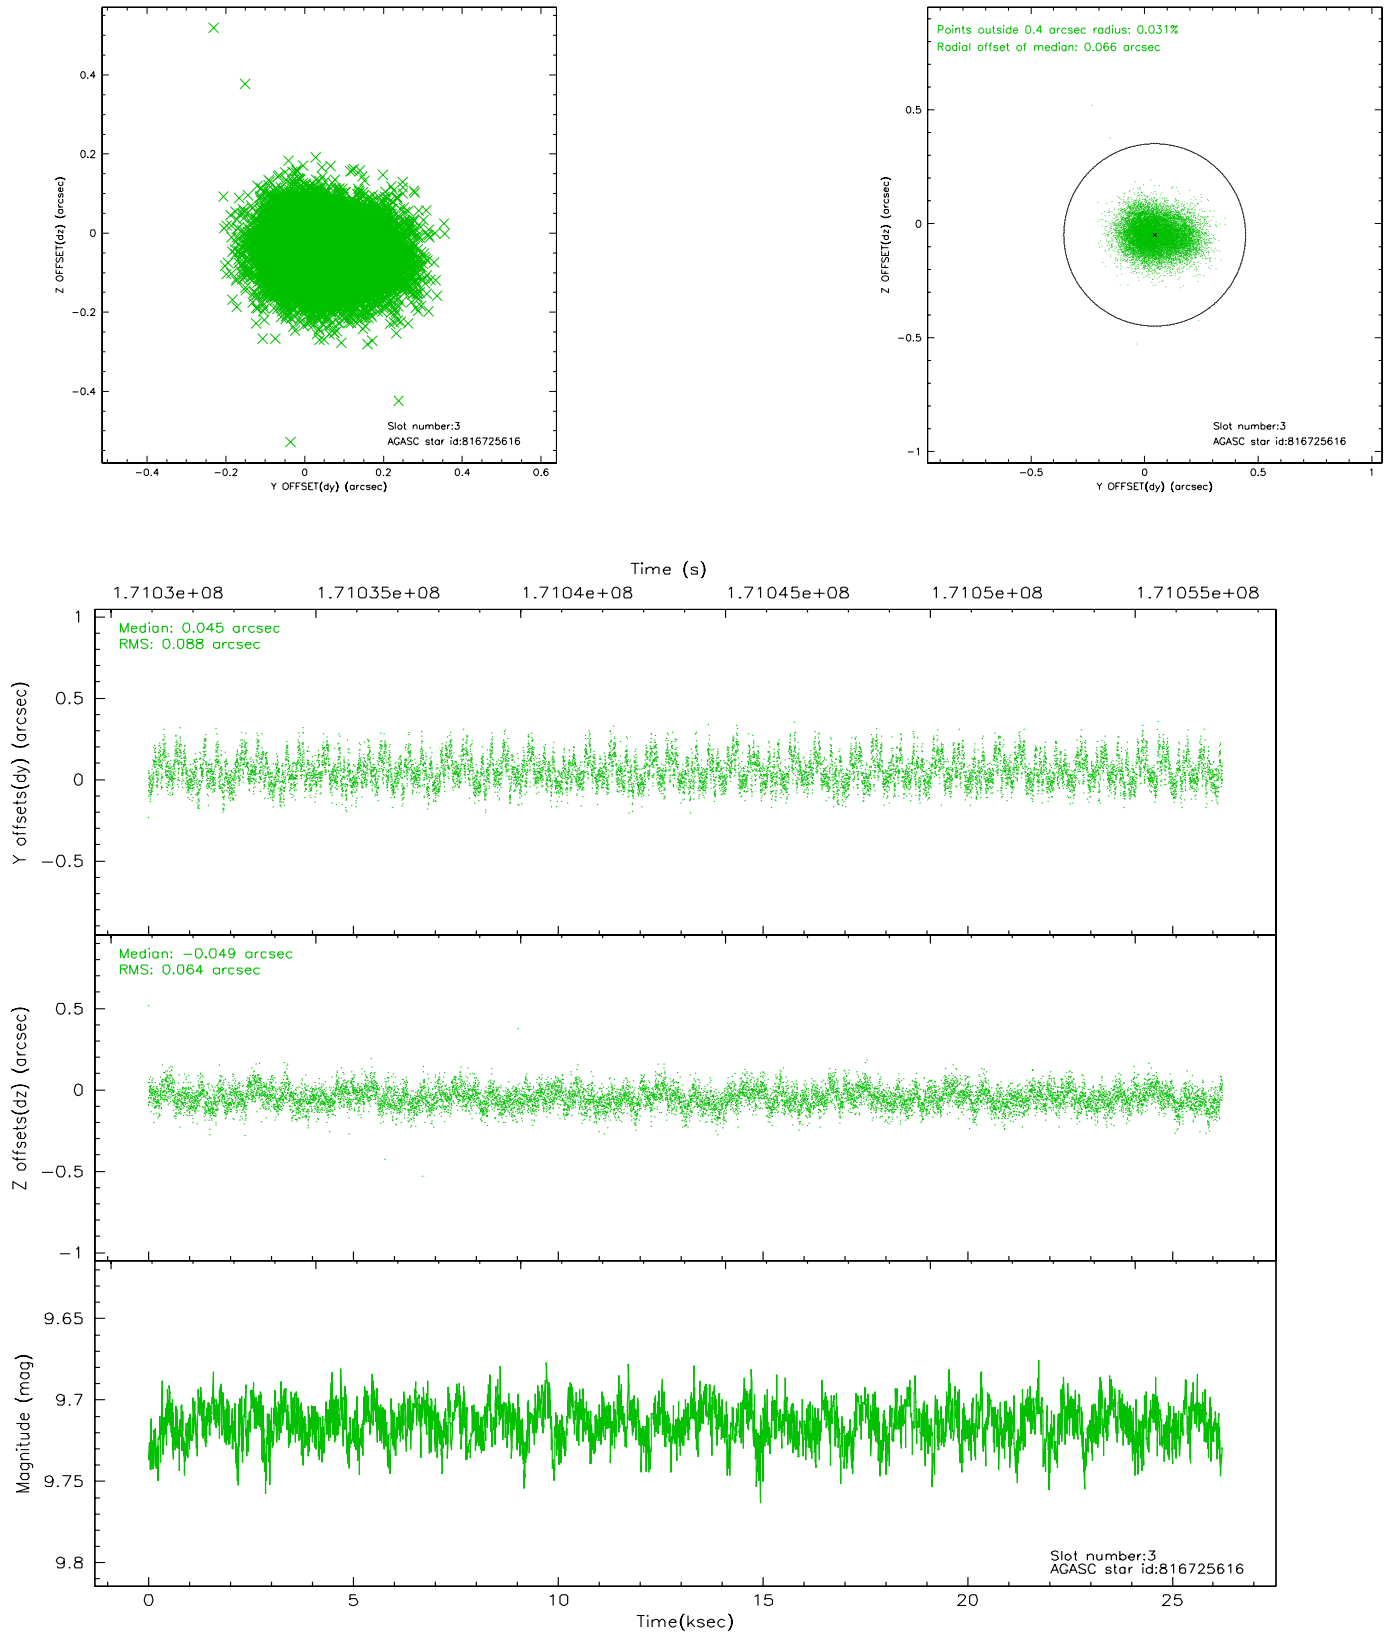 Points outside 0.4 arcsec radius: 0.031%
Radial offset of median: 0.066 arcsec
0.4
0.2
0
−0.2
−0.4
Z OFFSET(dz) (arcsec)
Slot number:3
AGASC star id:816725616
−0.4 −0.2 0 0.2 0.4 0.6
Y OFFSET(dy) (arcsec)
0.5
0
−0.5
−1
Z OFFSET(dz) (arcsec)
Slot number:3
AGASC star id:816725616
−0.5 0 0.5 1
Y OFFSET(dy) (arcsec)
Time (s)
1.7103e+08 1.71035e+08 1.7104e+08 1.71045e+08 1.7105e+08 1.71055e+08
Median: 0.045 arcsec
RMS: 0.088 arcsec
1
0.5
0
−0.5
Y offsets(dy) (arcsec)
Median: −0.049 arcsec
RMS: 0.064 arcsec
0.5
0
−0.5
−1
Z offsets(dz) (arcsec)
9.65
9.7
9.75
9.8
Magnitude (mag)
Slot number:3
AGASC star id:816725616
0 5 10 15 20 25
Time(ksec)